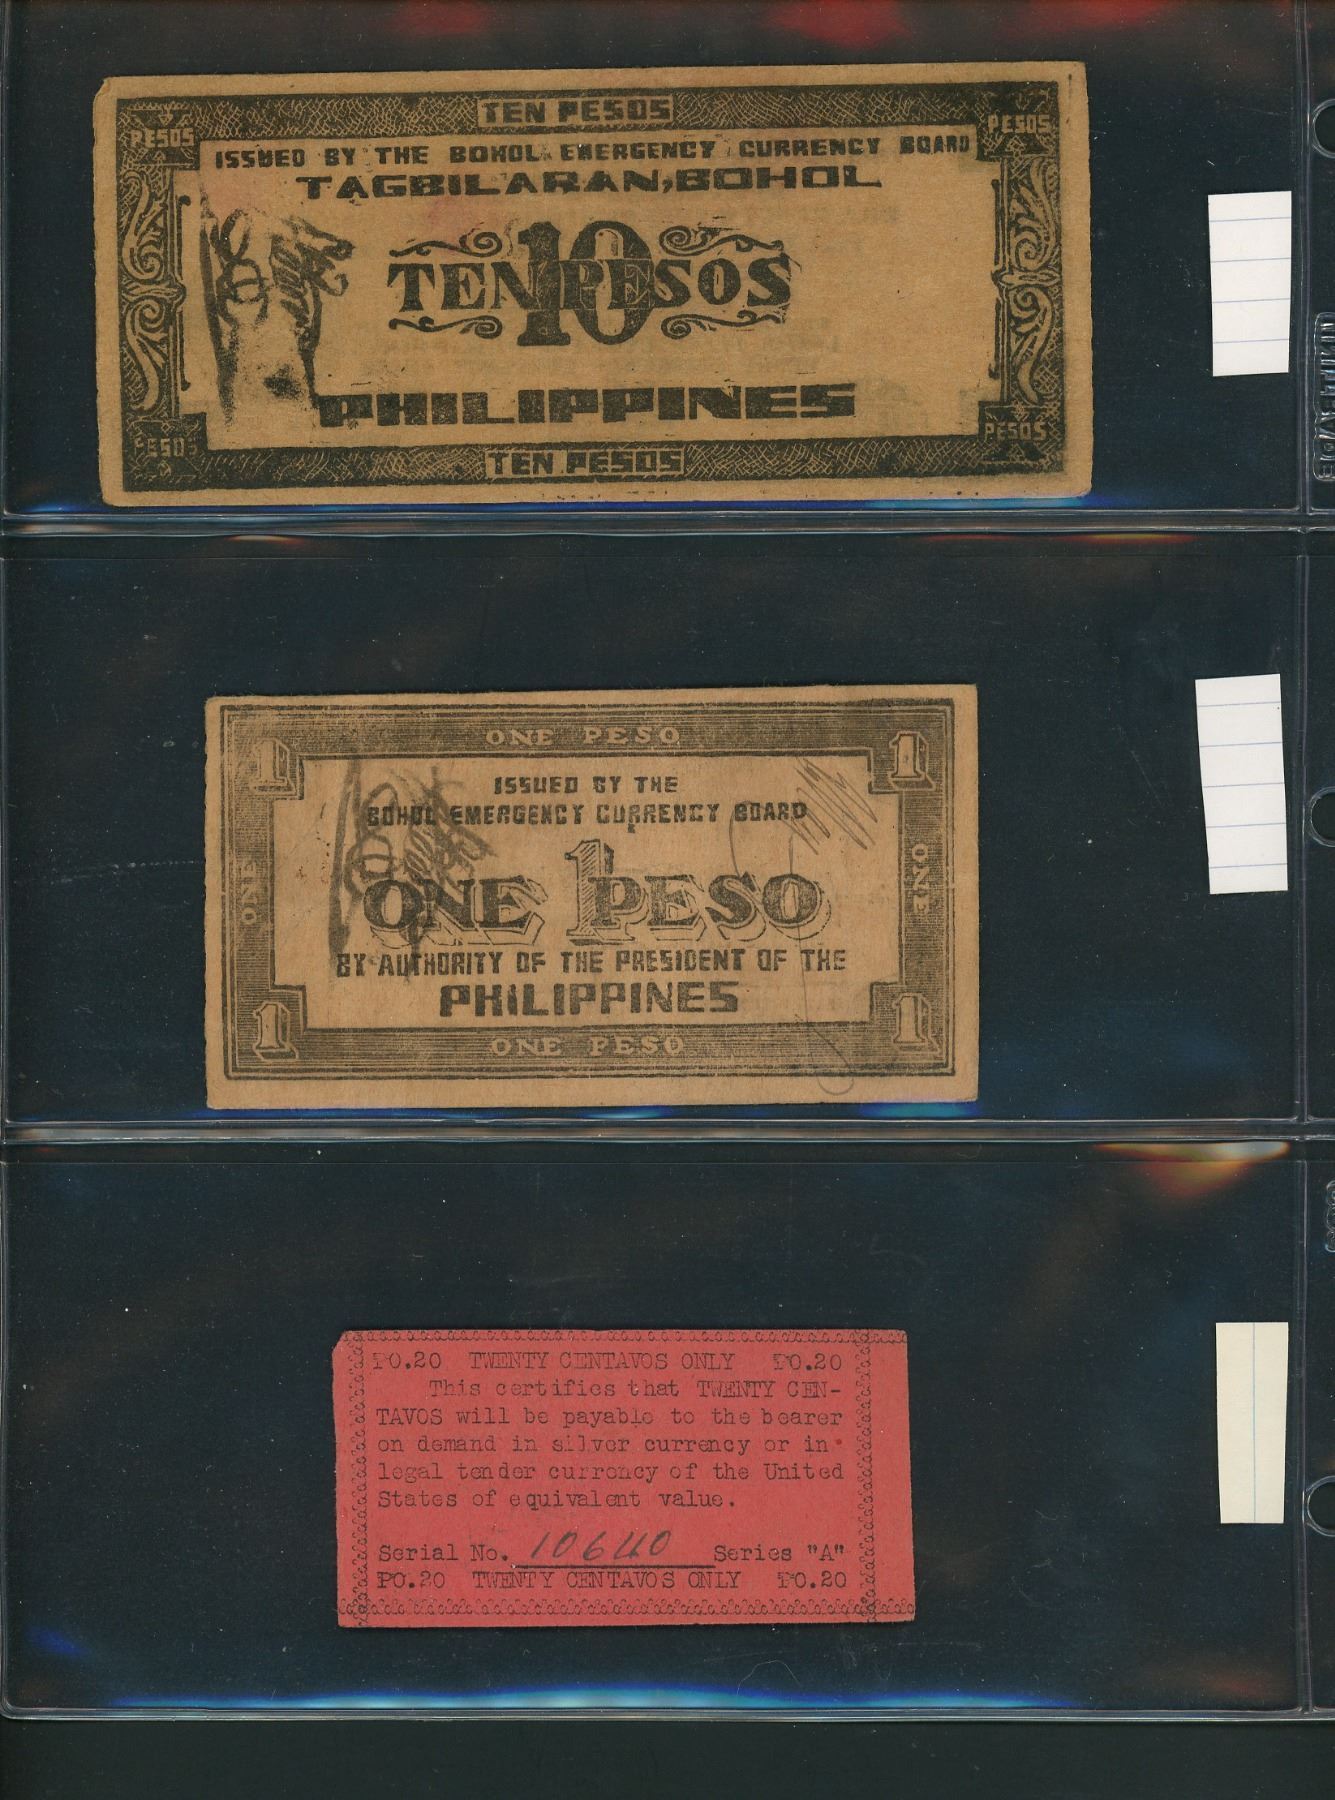 TEN PESOS
PESOS PESOS
ISSUED BY THE BOHOL EMERGENCY CURRENCY BOARD
TAGBILARAN, BOHOL
10
TEN PESOS
PHILIPPINES
PESOS PESOS
TEN PESOS
ONE PESO
1 1
ISSUED BY THE
BOHOL EMERGENCY CURRENCY BOARD
ONE 1 PESO
ONE ONE
BY AUTHORITY OF THE PRESIDENT OF THE
PHILIPPINES
1 1
ONE PESO
₱0.20 TWENTY CENTAVOS ONLY ₱0.20
This certifies that TWENTY CEN-
TAVOS will be payable to the bearer
on demand in silver currency or in
legal tender currency of the United
States of equivalent value.
Serial No. 10640 Series "A"
₱0.20 TWENTY CENTAVOS ONLY ₱0.20